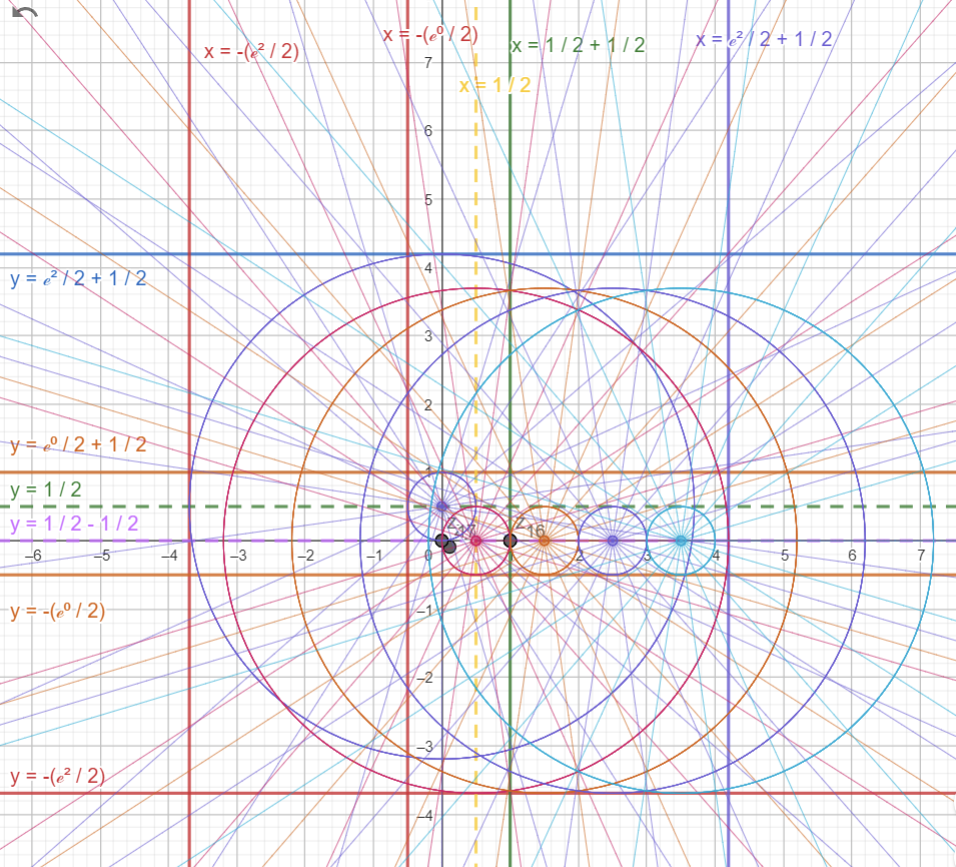 x = -(e⁰ / 2)
x = -(e² / 2)
x = 1 / 2 + 1 / 2
x = e² / 2 + 1 / 2
7
x = 1 / 2
6
5
4
y = e² / 2 + 1 / 2
3
2
y = e⁰ / 2 + 1 / 2
1
y = 1 / 2
y = 1 / 2 - 1 / 2
z₁₆
−6 −5 −4 −3 −2 −1 0 1 2 3 4 5 6 7
y = -(e⁰ / 2)
−1
−2
−3
y = -(e² / 2)
−4